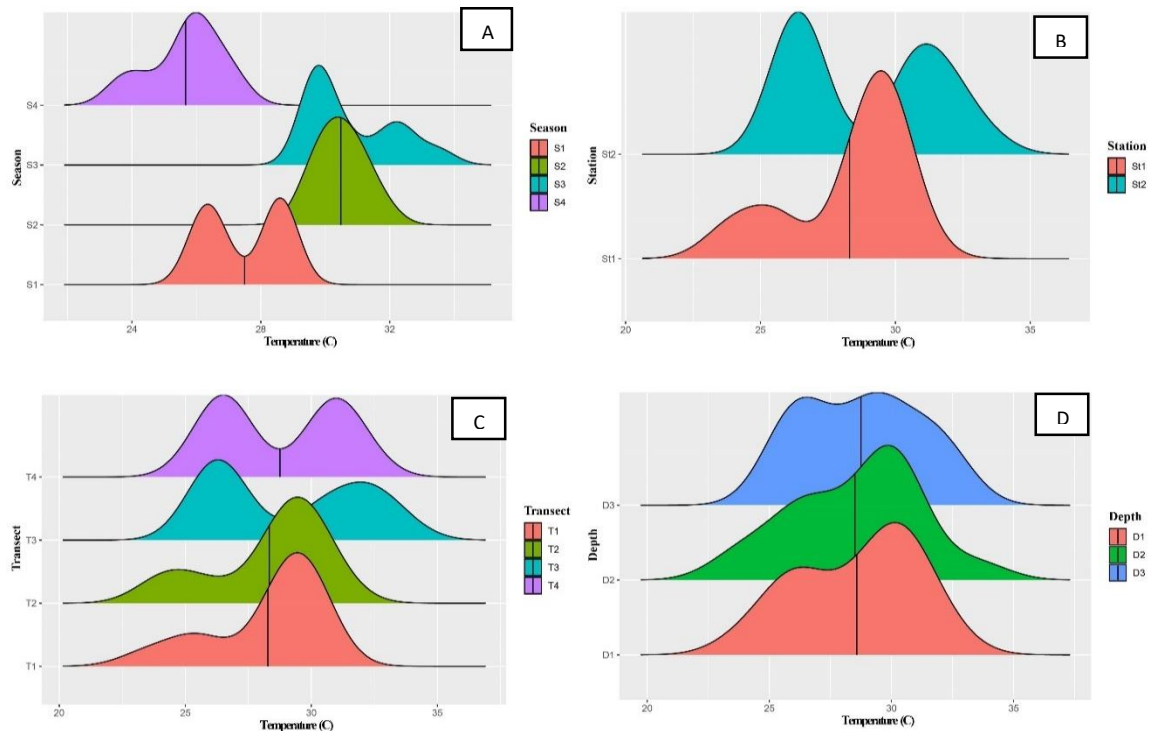 A
S4
S3
S2
S1
Season
24 28 32
Temperature (C)
Season
S1
S2
S3
S4
B
St2
St1
Station
20 25 30 35
Temperature (C)
Station
St1
St2
C
T4
T3
T2
T1
Transect
20 25 30 35
Temperature (C)
Transect
T1
T2
T3
T4
D
D3
D2
D1
Depth
20 25 30 35
Temperature (C)
Depth
D1
D2
D3